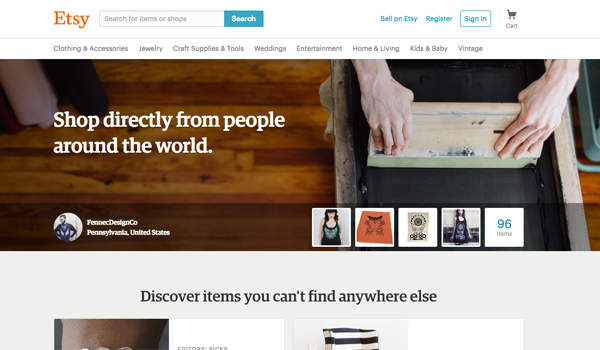 Etsy
Search for items or shops
Search
Sell on Etsy
Register
Sign in
Cart
Clothing & Accessories
Jewelry
Craft Supplies & Tools
Weddings
Entertainment
Home & Living
Kids & Baby
Vintage
Shop directly from people
around the world.
FennecDesignCo
Pennsylvania, United States
96
items
Discover items you can't find anywhere else
EDITORS' PICKS